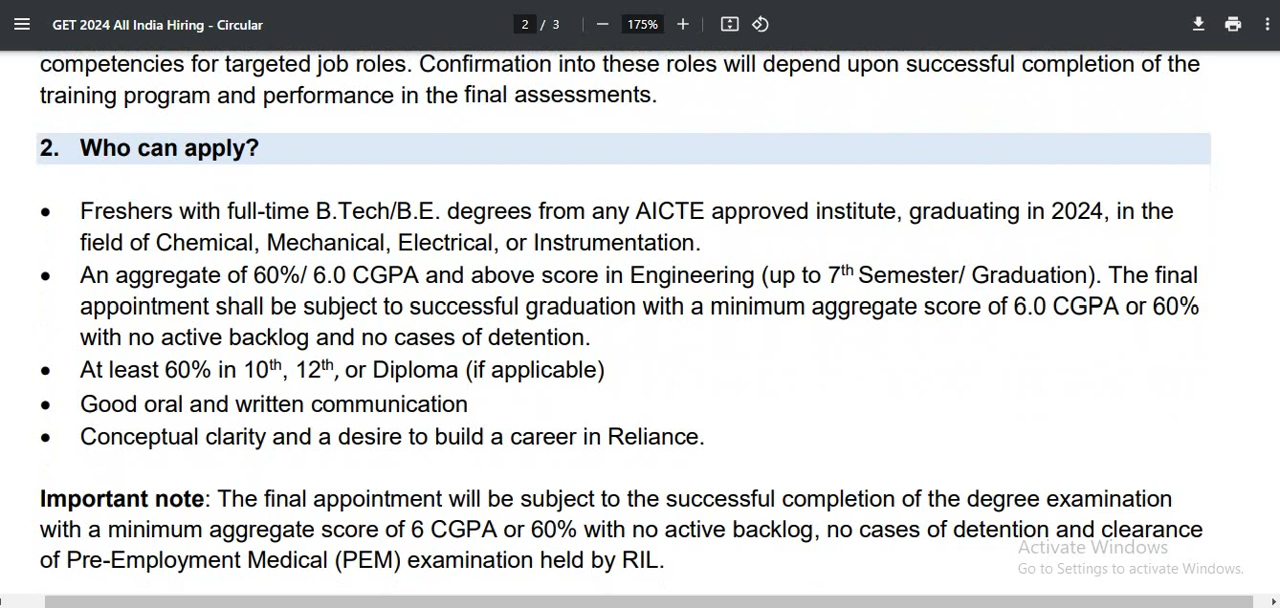 GET 2024 All India Hiring - Circular 2 / 3 175%
competencies for targeted job roles. Confirmation into these roles will depend upon successful completion of the
training program and performance in the final assessments.
2. Who can apply?
• Freshers with full-time B.Tech/B.E. degrees from any AICTE approved institute, graduating in 2024, in the
field of Chemical, Mechanical, Electrical, or Instrumentation.
• An aggregate of 60%/ 6.0 CGPA and above score in Engineering (up to 7th Semester/ Graduation). The final
appointment shall be subject to successful graduation with a minimum aggregate score of 6.0 CGPA or 60%
with no active backlog and no cases of detention.
• At least 60% in 10th, 12th, or Diploma (if applicable)
• Good oral and written communication
• Conceptual clarity and a desire to build a career in Reliance.
Important note: The final appointment will be subject to the successful completion of the degree examination
with a minimum aggregate score of 6 CGPA or 60% with no active backlog, no cases of detention and clearance
of Pre-Employment Medical (PEM) examination held by RIL.
Activate Windows
Go to Settings to activate Windows.